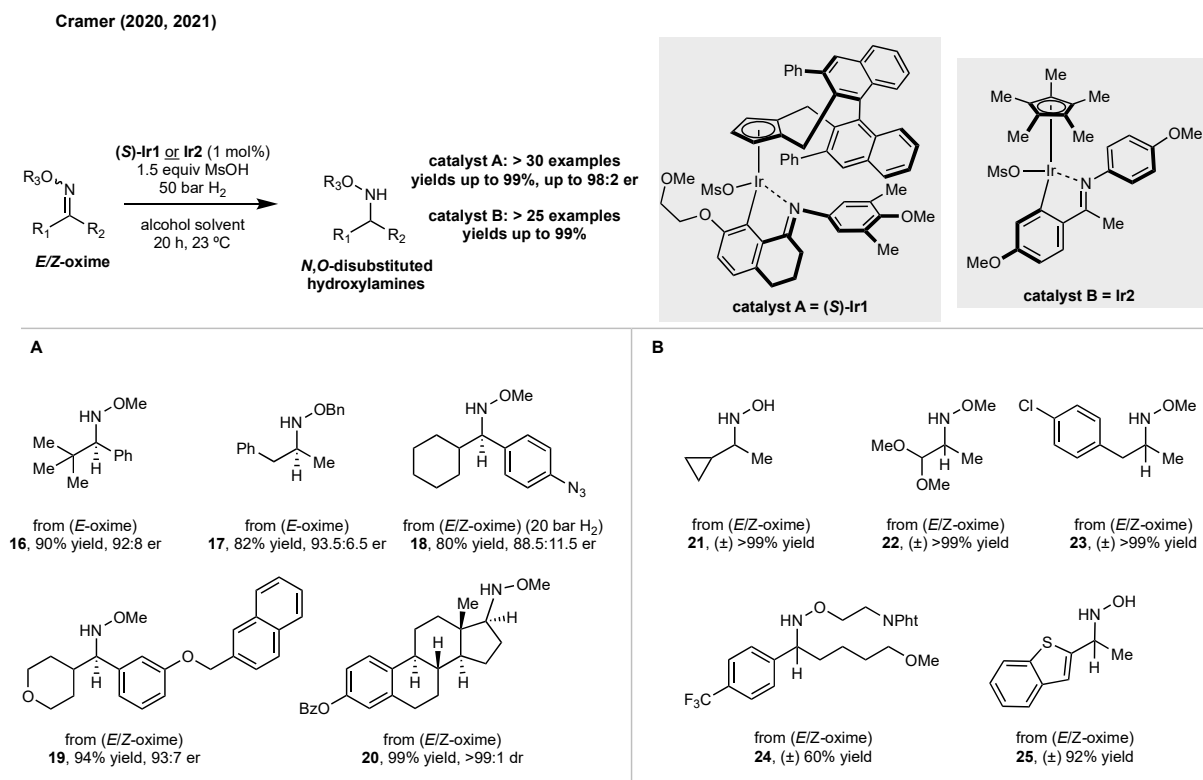 Cramer (2020, 2021)
R₃O
N
R₁ R₂
E/Z-oxime
(S)-Ir1 or Ir2 (1 mol%)
1.5 equiv MsOH
50 bar H₂
alcohol solvent
20 h, 23 ºC
R₃O
NH
R₁ R₂
N,O-disubstituted
hydroxylamines
catalyst A: > 30 examples
yields up to 99%, up to 98:2 er
catalyst B: > 25 examples
yields up to 99%
Ph
Ph
OMe
MsO
Ir
O
N
Me
OMe
Me
catalyst A = (S)-Ir1
Me
Me Me
Me Me
OMe
MsO Ir
N
Me
MeO
catalyst B = Ir2
A
HN OMe
Me
Me
Me
H
Ph
from (E-oxime)
16, 90% yield, 92:8 er
HN OBn
Ph
H
Me
from (E-oxime)
17, 82% yield, 93.5:6.5 er
HN OMe
H
N₃
from (E/Z-oxime) (20 bar H₂)
18, 80% yield, 88.5:11.5 er
HN OMe
O
H
O
from (E/Z-oxime)
19, 94% yield, 93:7 er
HN OMe
Me
H
H
H
H
BzO
from (E/Z-oxime)
20, 99% yield, >99:1 dr
B
HN OH
H
Me
from (E/Z-oxime)
21, (±) >99% yield
HN OMe
MeO
H
Me
OMe
from (E/Z-oxime)
22, (±) >99% yield
Cl
HN OMe
H
Me
from (E/Z-oxime)
23, (±) >99% yield
HN O
NPht
H
OMe
F₃C
from (E/Z-oxime)
24, (±) 60% yield
HN OH
S
H
Me
from (E/Z-oxime)
25, (±) 92% yield